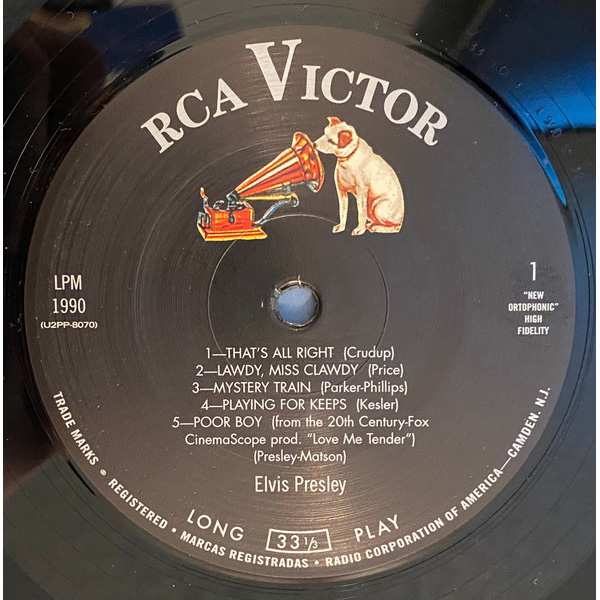 RCA VICTOR
LPM
1990
(U2PP-8070)
1
"NEW
ORTOPHONIC"
HIGH
FIDELITY
1—THAT'S ALL RIGHT (Crudup)
2—LAWDY, MISS CLAWDY (Price)
3—MYSTERY TRAIN (Parker-Phillips)
4—PLAYING FOR KEEPS (Kesler)
5—POOR BOY (from the 20th Century-Fox
CinemaScope prod. "Love Me Tender")
(Presley-Matson)
Elvis Presley
LONG 33 1/3 PLAY
TRADE MARKS ® REGISTERED • MARCAS REGISTRADAS • RADIO CORPORATION OF AMERICA—CAMDEN, N.J.